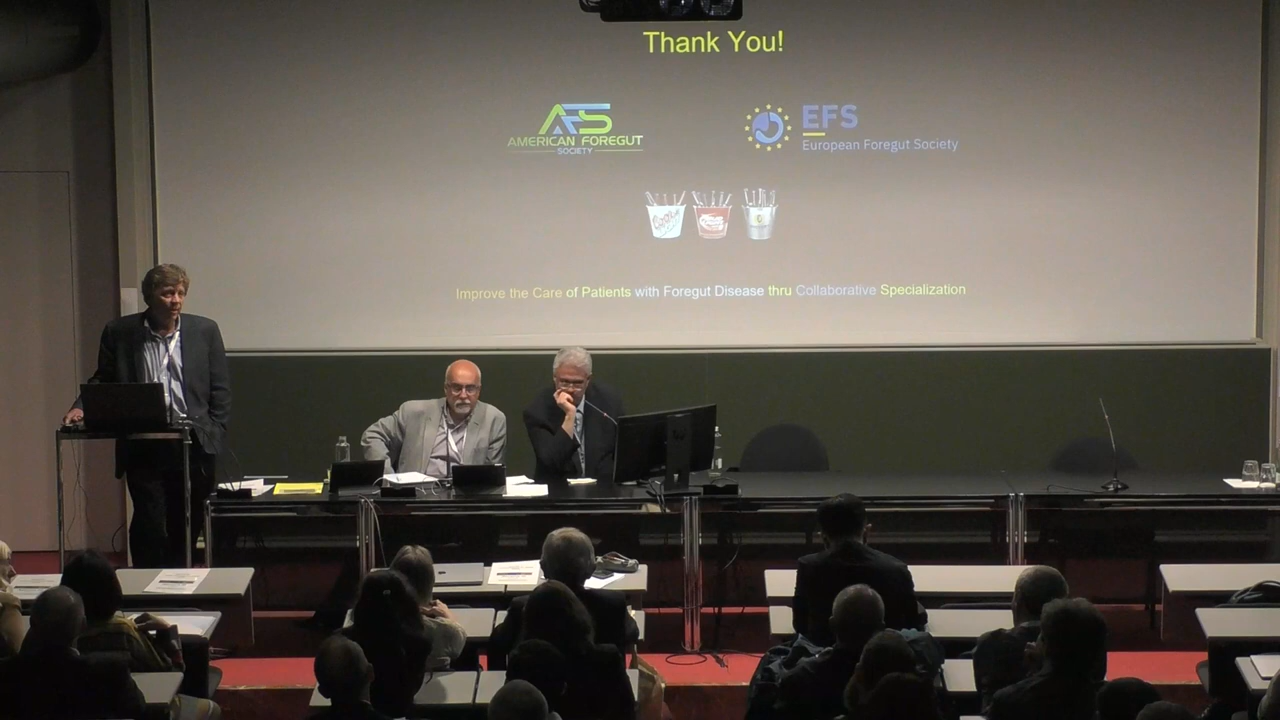 Thank You!
AFS
AMERICAN FOREGUT
SOCIETY
EFS
European Foregut Society
Improve the Care of Patients with Foregut Disease thru Collaborative Specialization